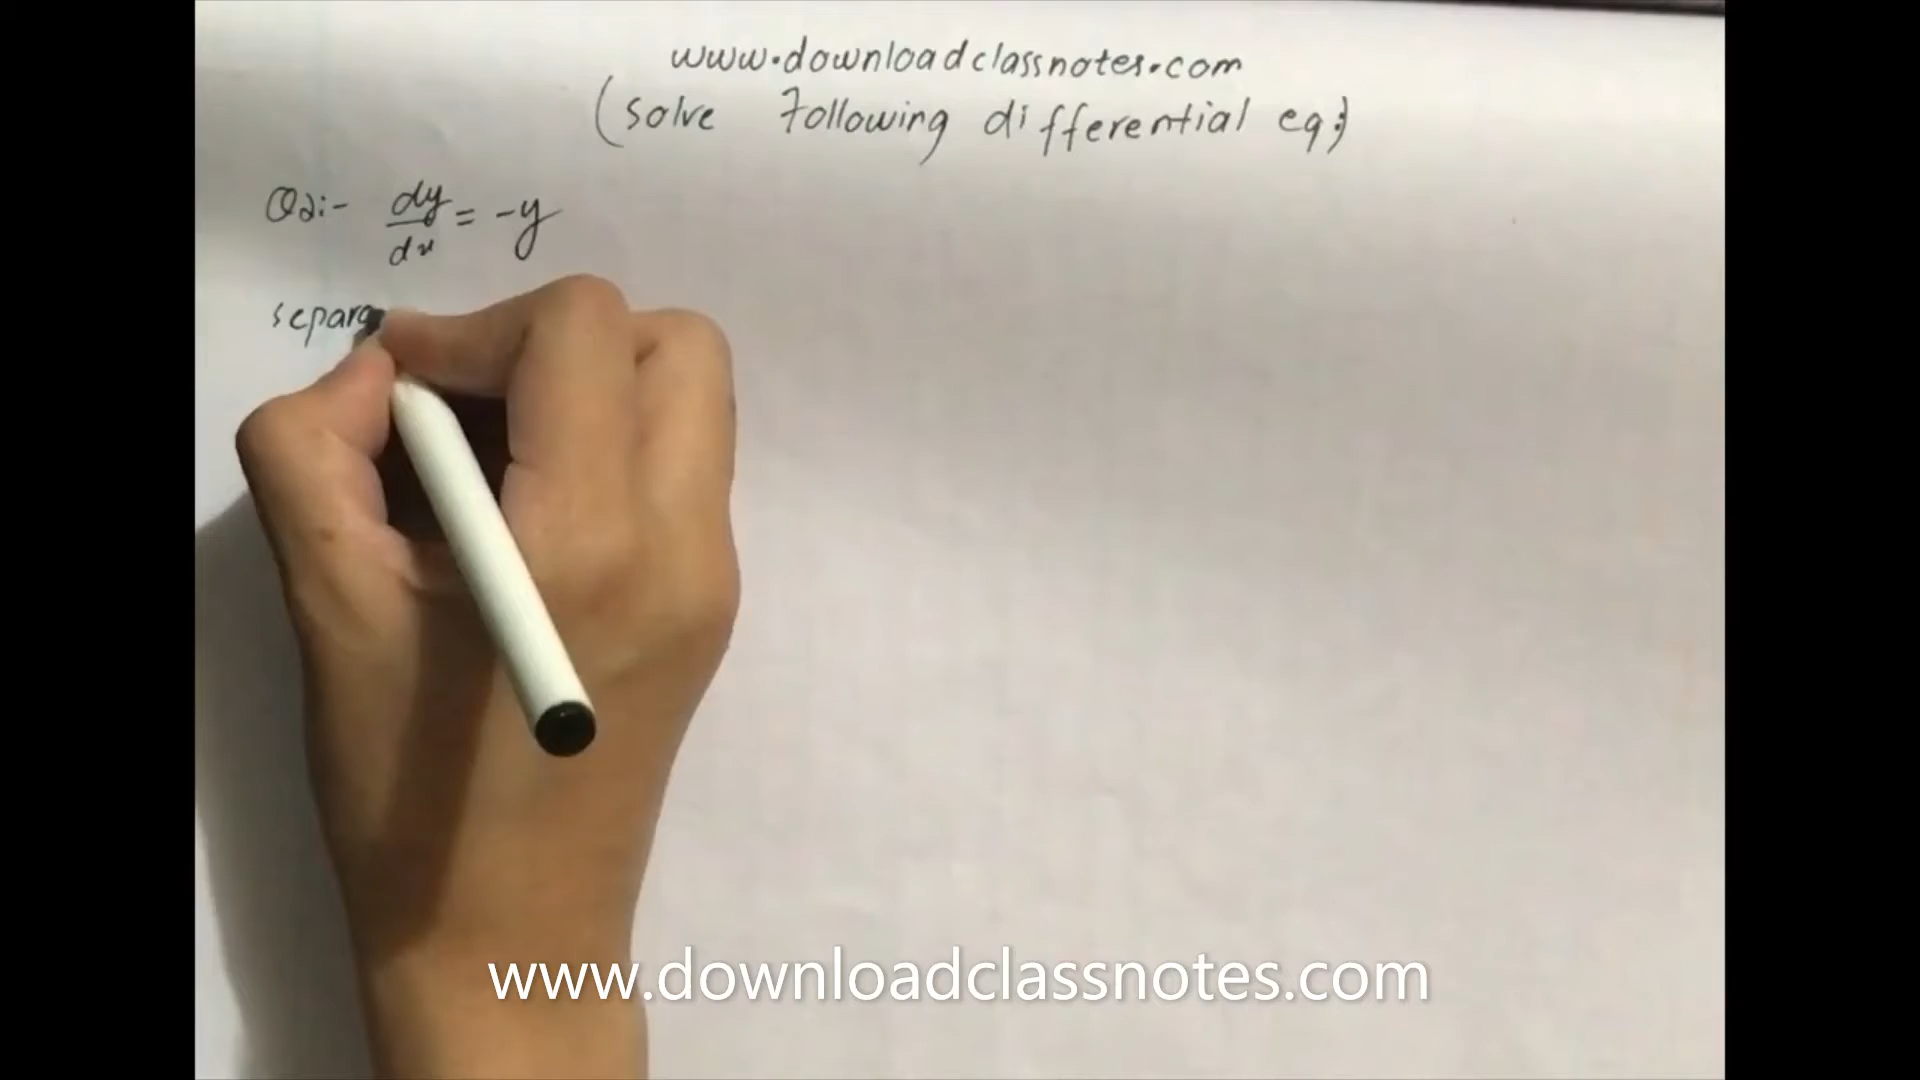 www.downloadclassnotes.com
(solve following differential eq:)
Q2:- dy/dx = -y
separa
www.downloadclassnotes.com